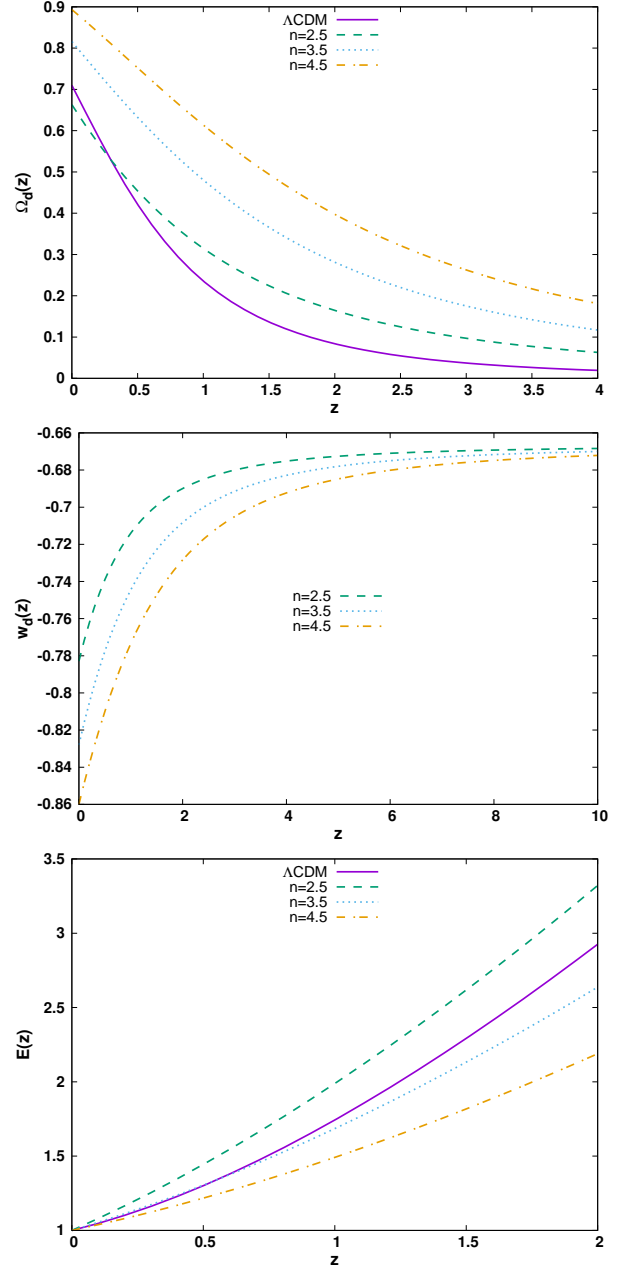 0.9
0.8
0.7
0.6
0.5
0.4
0.3
0.2
0.1
0
Ω_d(z)
ΛCDM
n=2.5
n=3.5
n=4.5
0 0.5 1 1.5 2 2.5 3 3.5 4
z
-0.66
-0.68
-0.7
-0.72
-0.74
-0.76
-0.78
-0.8
-0.82
-0.84
-0.86
w_d(z)
n=2.5
n=3.5
n=4.5
0 2 4 6 8 10
z
3.5
3
2.5
2
1.5
1
E(z)
ΛCDM
n=2.5
n=3.5
n=4.5
0 0.5 1 1.5 2
z